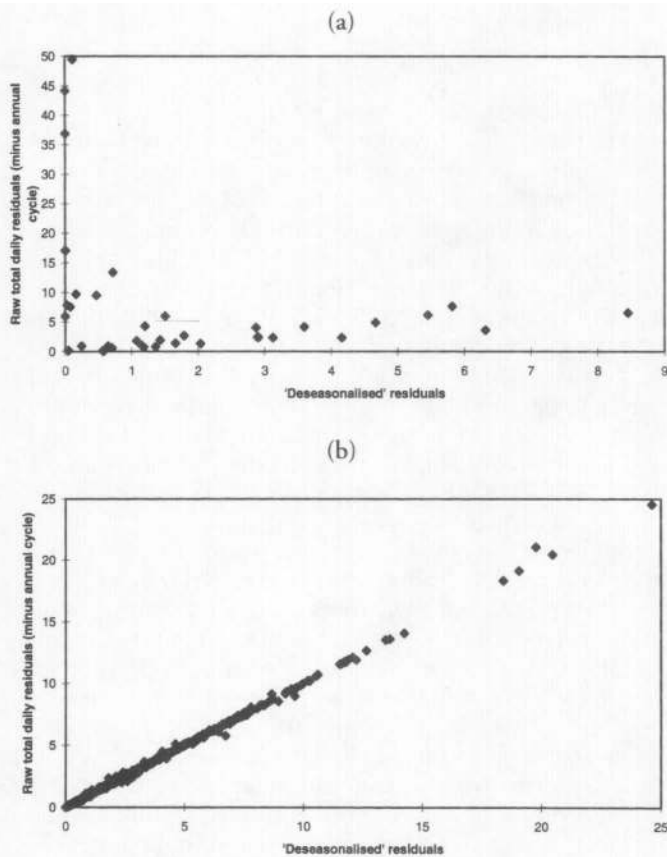 (a)
Raw total daily residuals (minus annual
cycle)
50
45
40
35
30
25
20
15
10
5
0
0 1 2 3 4 5 6 7 8 9
'Deseasonalised' residuals
(b)
Raw total daily residuals (minus annual cycle)
25
20
15
10
5
0
0 5 10 15 20 25
'Deseasonalised' residuals